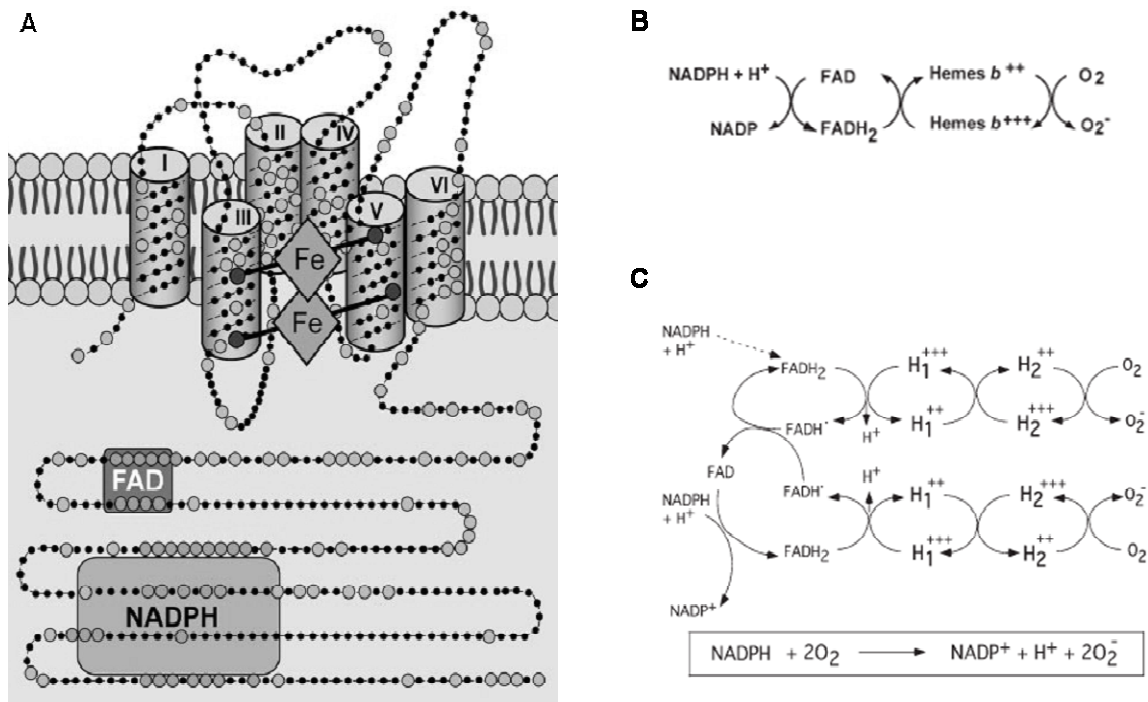 A
I
II
IV
III
V
VI
Fe
Fe
FAD
NADPH
B
NADPH + H⁺ FAD Hemes b⁺⁺ O₂
NADP FADH₂ Hemes b⁺⁺⁺ O₂⁻
C
NADPH
+ H⁺
FADH₂ H₁⁺⁺⁺ H₂⁺⁺ O₂
FADH· H⁺ H₁⁺⁺ H₂⁺⁺⁺ O₂⁻
FAD
NADPH
+ H⁺
FADH· H⁺ H₁⁺⁺ H₂⁺⁺⁺ O₂⁻
FADH₂ H₁⁺⁺⁺ H₂⁺⁺ O₂
NADP⁺
NADPH + 2O₂ → NADP⁺ + H⁺ + 2O₂⁻